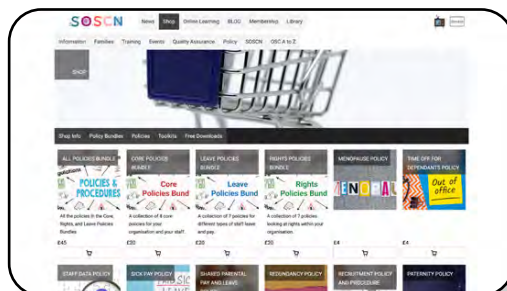 SOSCN
News Shop Online Learning BLOG Membership Library
Information Families Training Events Quality Assurance Policy SOSCN OSC A to Z
SHOP
Shop Info Policy Bundles Policies Toolkits Free Downloads
ALL POLICIES BUNDLE
POLICIES &
PROCEDURES
All the policies in the Core,
Rights, and Leave Policies
Bundles
£45
CORE POLICIES
BUNDLE
Core
Policies Bund
A collection of 8 core
policies for your
organisation and your staff.
£20
LEAVE POLICIES
BUNDLE
Leave
Policies Bund
A collection of 7 policies for
different types of staff leave
and pay.
£20
RIGHTS POLICIES
BUNDLE
Rights
Policies Bund
A collection of 7 policies
looking at rights within your
organisation.
£20
MENOPAUSE POLICY
ENOPAU
£4
TIME OFF FOR
DEPENDANTS POLICY
Out of
office
£4
STAFF DATA POLICY
SICK PAY POLICY
SHARED PARENTAL
PAY AND LEAVE
REDUNDANCY POLICY
RECRUITMENT POLICY
AND PROCEDURE
PATERNITY POLICY